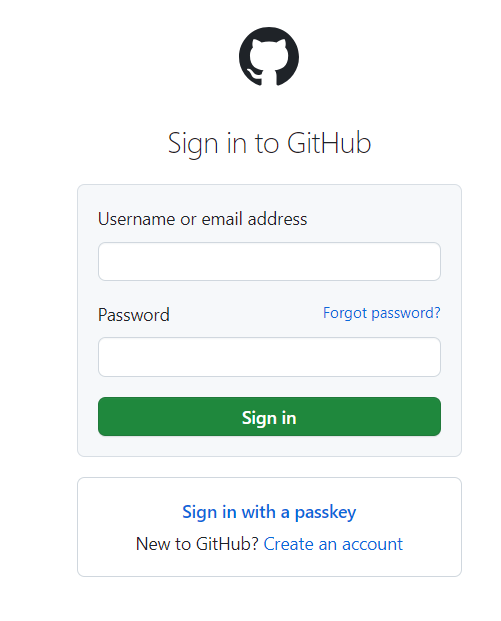 Sign in to GitHub
Username or email address
Password Forgot password?
Sign in
Sign in with a passkey
New to GitHub? Create an account